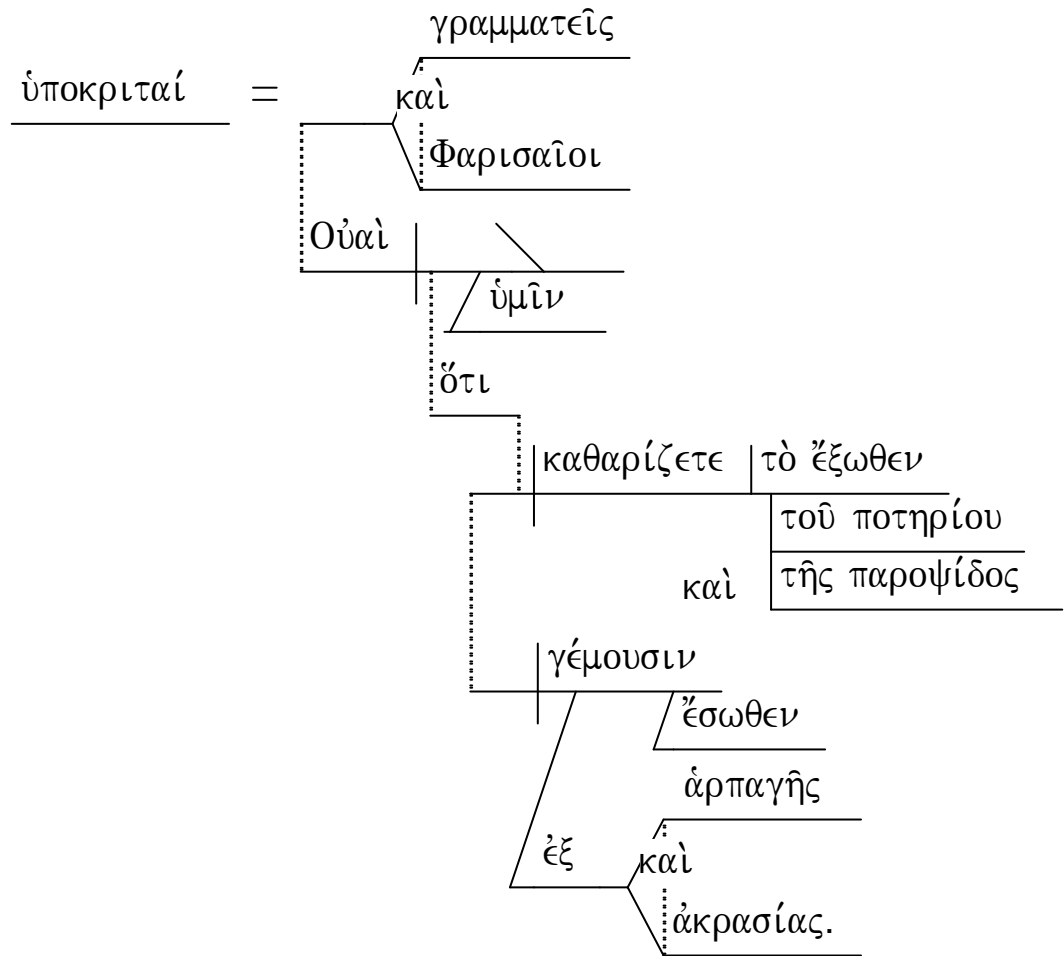 γραμματεῖς
ὑποκριταί =
καὶ
Φαρισαῖοι
Οὐαὶ
ὑμῖν
ὅτι
καθαρίζετε τὸ ἔξωθεν
τοῦ ποτηρίου
καὶ τῆς παροψίδος
γέμουσιν
ἔσωθεν
ἁρπαγῆς
ἐξ καὶ
ἀκρασίας.